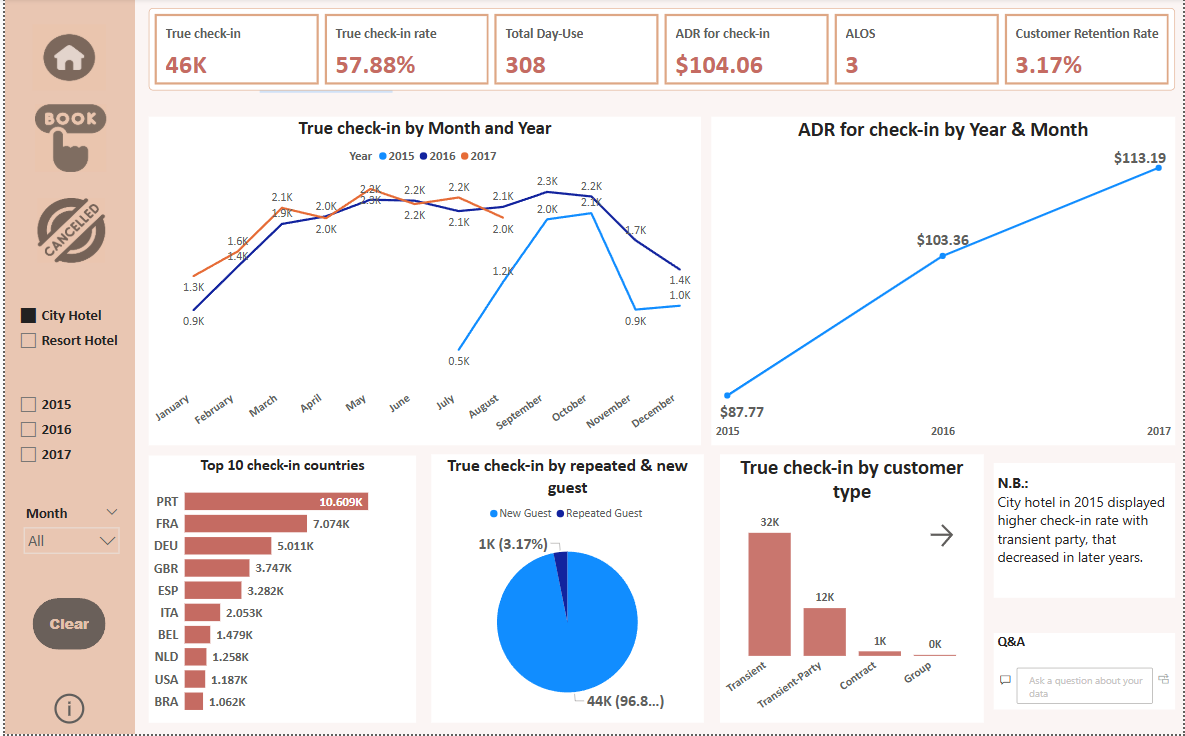 True check-in
46K
True check-in rate
57.88%
Total Day-Use
308
ADR for check-in
$104.06
ALOS
3
Customer Retention Rate
3.17%
BOOK
CANCELLED
City Hotel
Resort Hotel
2015
2016
2017
Month
All
Clear
i
True check-in by Month and Year
Year 2015 2016 2017
1.3K
0.9K
1.6K
1.4K
2.1K
1.9K
2.0K
2.0K
2.2K
2.3K
2.2K
2.2K
2.2K
2.1K
0.5K
2.1K
2.0K
1.2K
2.3K
2.0K
2.2K
2.1K
1.7K
0.9K
1.4K
1.0K
January
February
March
April
May
June
July
August
September
October
November
December
ADR for check-in by Year & Month
$113.19
$103.36
$87.77
2015
2016
2017
Top 10 check-in countries
PRT 10.609K
FRA 7.074K
DEU 5.011K
GBR 3.747K
ESP 3.282K
ITA 2.053K
BEL 1.479K
NLD 1.258K
USA 1.187K
BRA 1.062K
True check-in by repeated & new
guest
New Guest Repeated Guest
1K (3.17%)
44K (96.8...)
True check-in by customer
type
32K
12K
1K
0K
Transient
Transient-Party
Contract
Group
N.B.:
City hotel in 2015 displayed
higher check-in rate with
transient party, that
decreased in later years.
Q&A
Ask a question about your
data